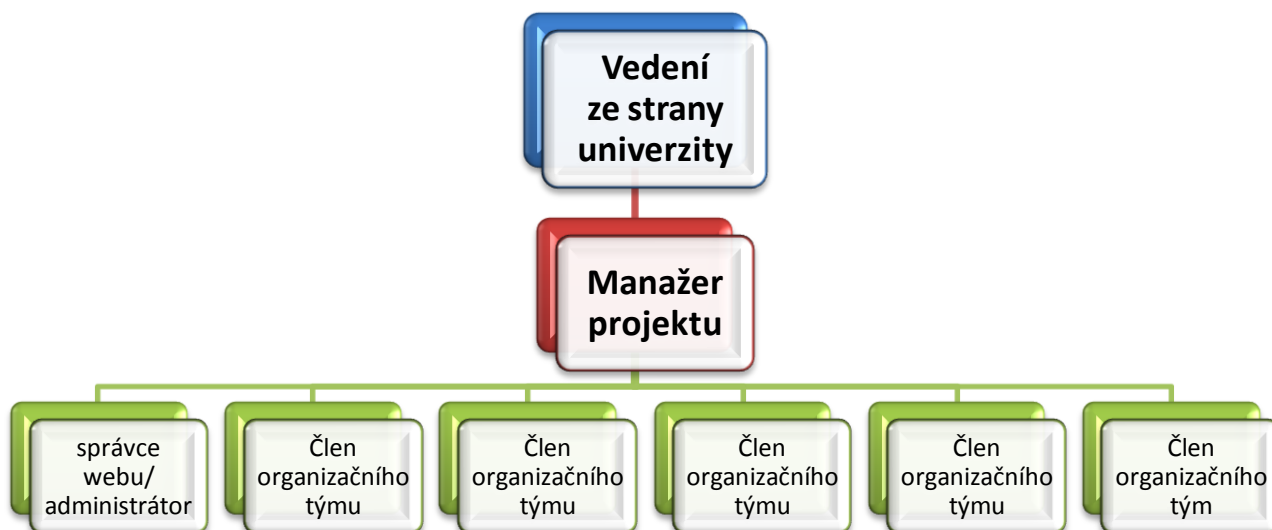 Vedení
ze strany
univerzity
Manažer
projektu
správce
webu/
administrátor
Člen
organizačního
týmu
Člen
organizačního
týmu
Člen
organizačního
týmu
Člen
organizačního
týmu
Člen
organizačního
tým